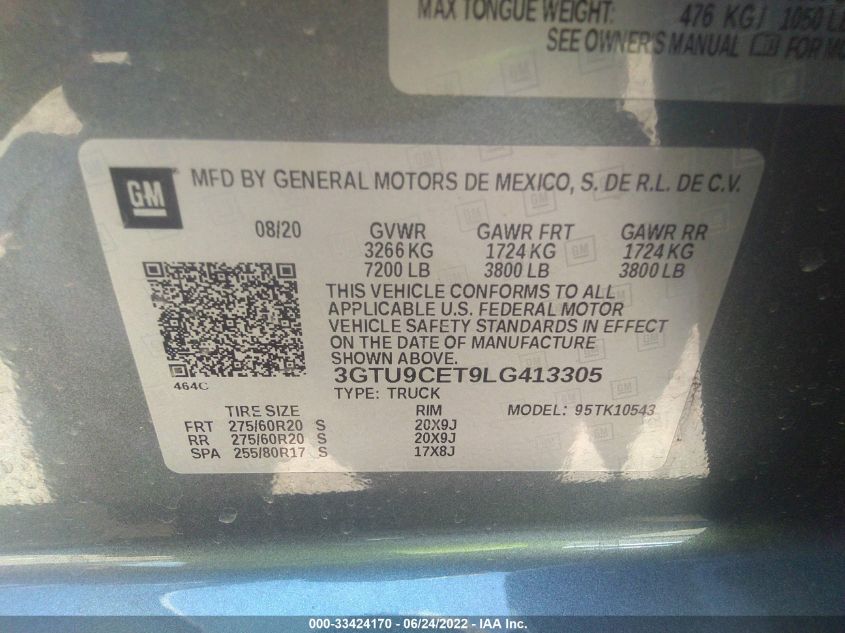 MAX TONGUE WEIGHT: 476 KG/ 1050 LB
SEE OWNER'S MANUAL FOR MO
GM MFD BY GENERAL MOTORS DE MEXICO, S. DE R.L. DE C.V.
08/20 GVWR GAWR FRT GAWR RR
3266 KG 1724 KG 1724 KG
7200 LB 3800 LB 3800 LB
THIS VEHICLE CONFORMS TO ALL
APPLICABLE U.S. FEDERAL MOTOR
VEHICLE SAFETY STANDARDS IN EFFECT
ON THE DATE OF MANUFACTURE
SHOWN ABOVE.
464C 3GTU9CET9LG413305
TYPE: TRUCK MODEL: 95TK10543
TIRE SIZE RIM
FRT 275/60R20 S 20X9J
RR 275/60R20 S 20X9J
SPA 255/80R17 S 17X8J
000-33424170 - 06/24/2022 - IAA Inc.